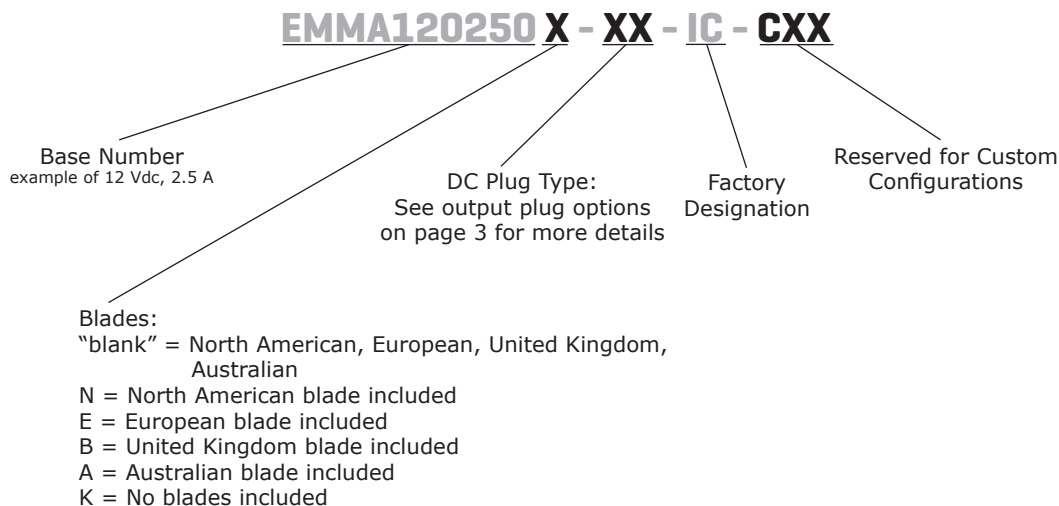 EMMA120250 X - XX - IC - CXX
Base Number
example of 12 Vdc, 2.5 A
DC Plug Type:
See output plug options
on page 3 for more details
Factory
Designation
Reserved for Custom
Configurations
Blades:
“blank” = North American, European, United Kingdom,
Australian
N = North American blade included
E = European blade included
B = United Kingdom blade included
A = Australian blade included
K = No blades included